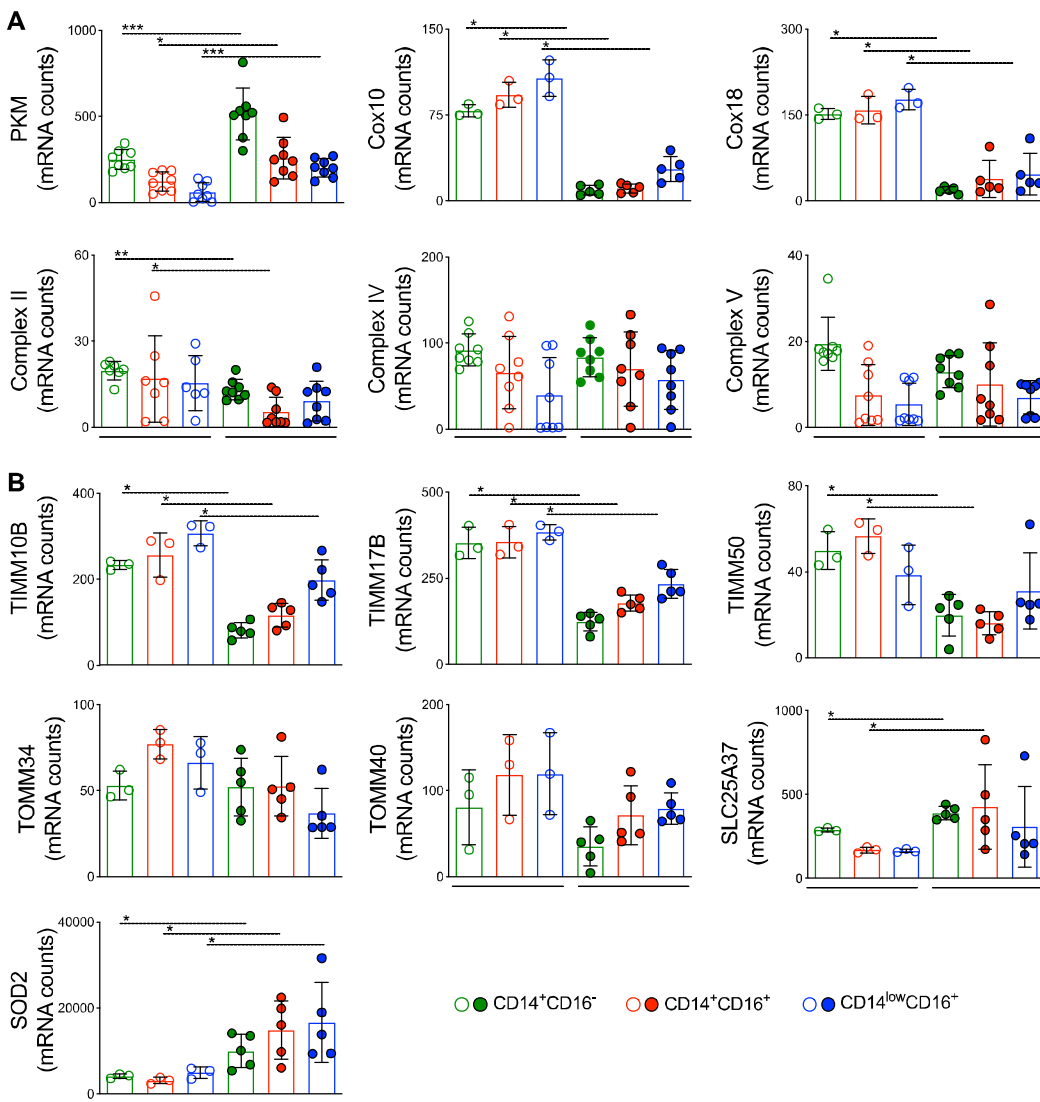 A
PKM
(mRNA counts)
1000
500
0
***
*
***
Cox10
(mRNA counts)
150
75
0
*
*
*
Cox18
(mRNA counts)
300
150
0
*
*
*
Complex II
(mRNA counts)
60
30
0
**
*
Complex IV
(mRNA counts)
200
100
0
Complex V
(mRNA counts)
40
20
0
B
TIMM10B
(mRNA counts)
400
200
0
*
*
*
TIMM17B
(mRNA counts)
500
250
0
*
*
*
TIMM50
(mRNA counts)
80
40
0
*
*
TOMM34
(mRNA counts)
100
50
0
TOMM40
(mRNA counts)
200
100
0
SLC25A37
(mRNA counts)
1000
500
0
*
*
SOD2
(mRNA counts)
40000
20000
0
*
*
*
CD14⁺CD16⁻
CD14⁺CD16⁺
CD14ˡᵒʷCD16⁺